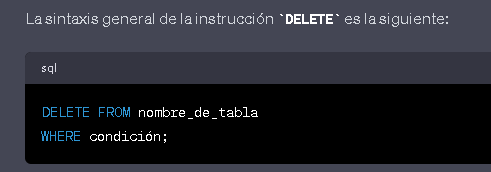 La sintaxis general de la instrucción `DELETE` es la siguiente:
sql
DELETE FROM nombre_de_tabla
WHERE condición;